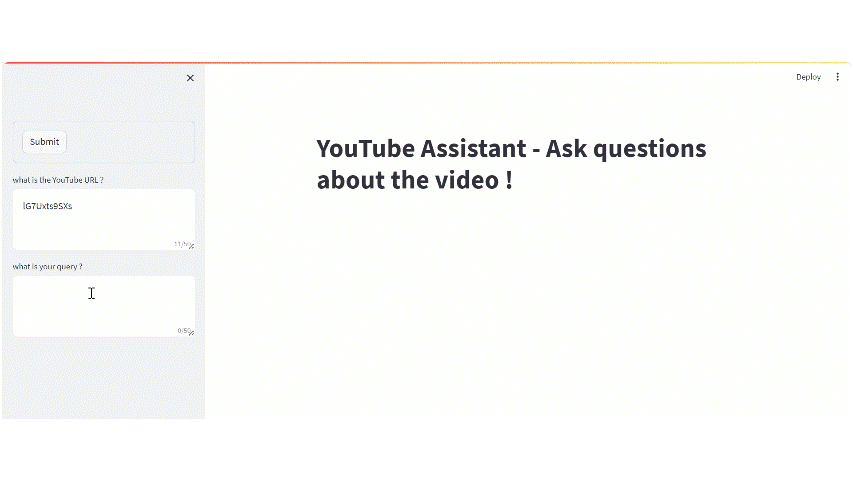 Deploy
Submit
what is the YouTube URL ?
lG7Uxts9SXs
11/50
what is your query ?
0/50
YouTube Assistant - Ask questions
about the video !